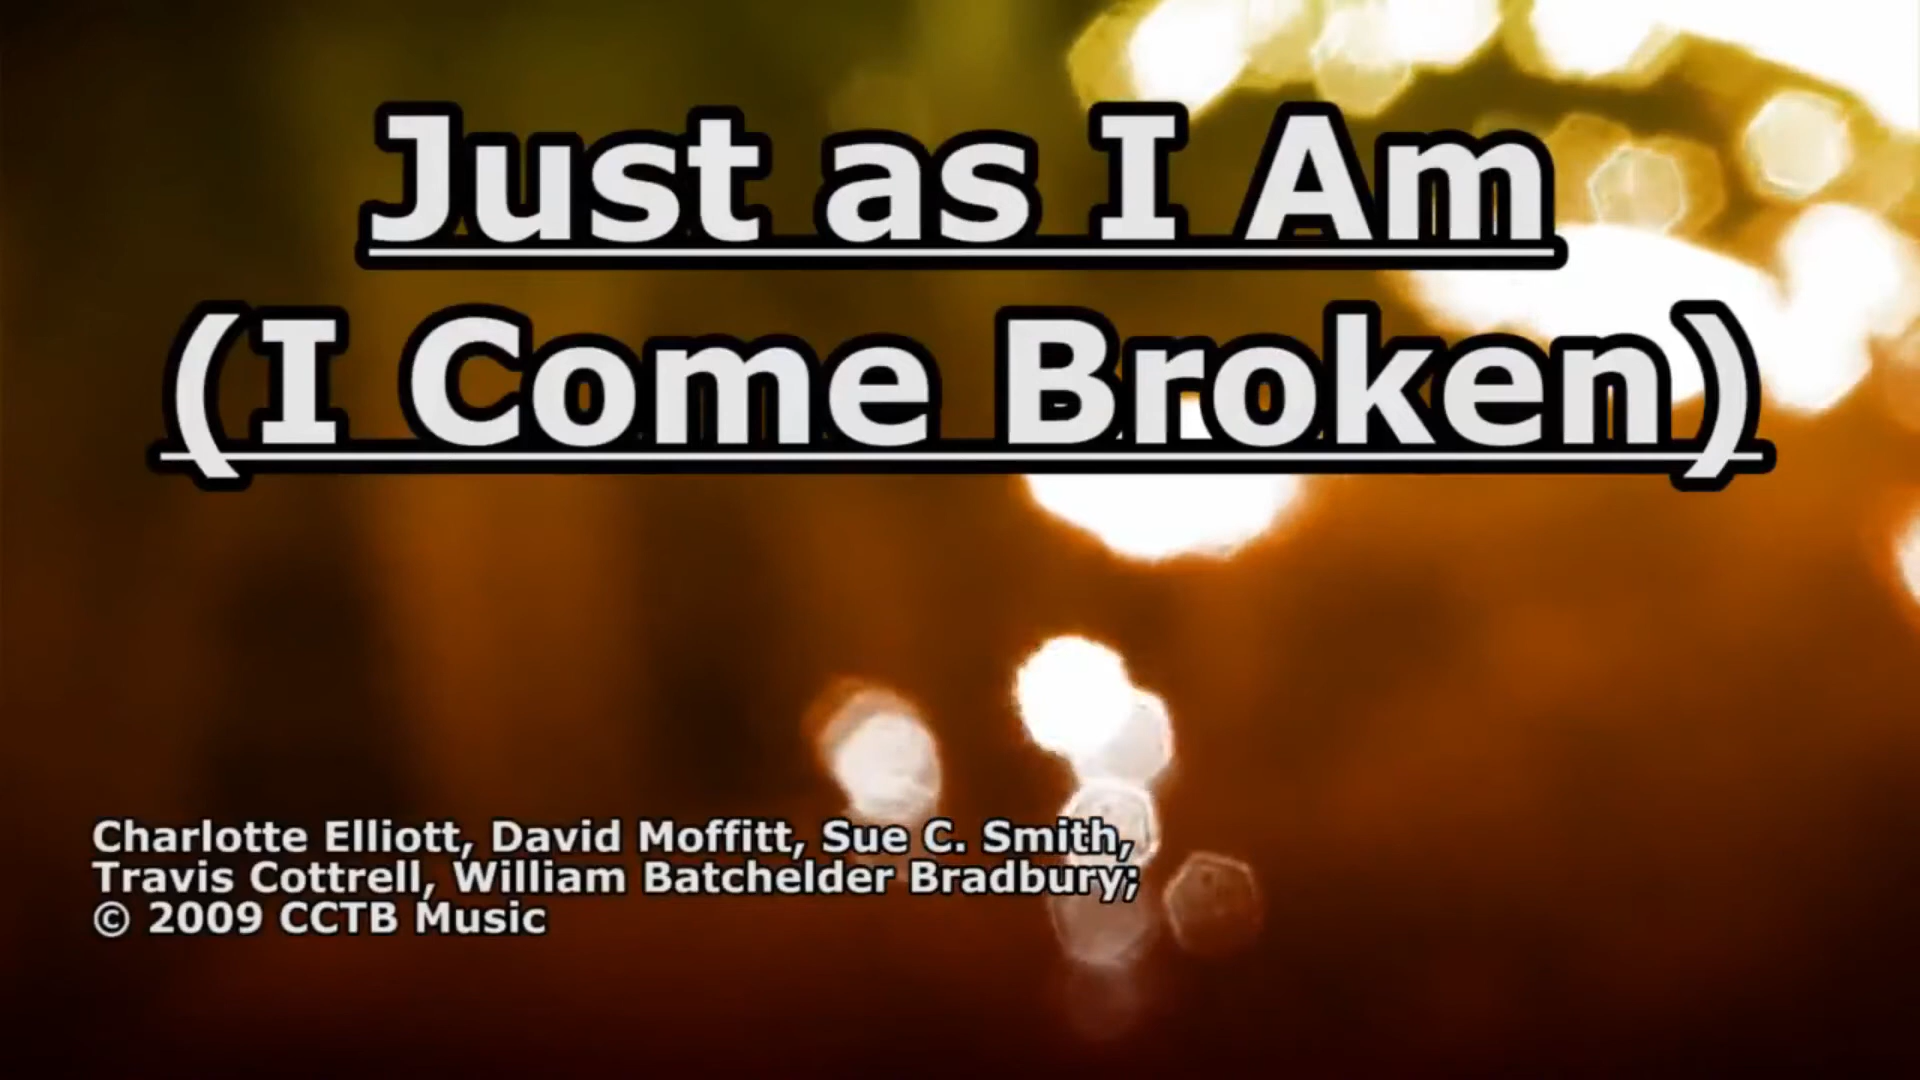 Just as I Am
(I Come Broken)
Charlotte Elliott, David Moffitt, Sue C. Smith,
Travis Cottrell, William Batchelder Bradbury;
© 2009 CCTB Music